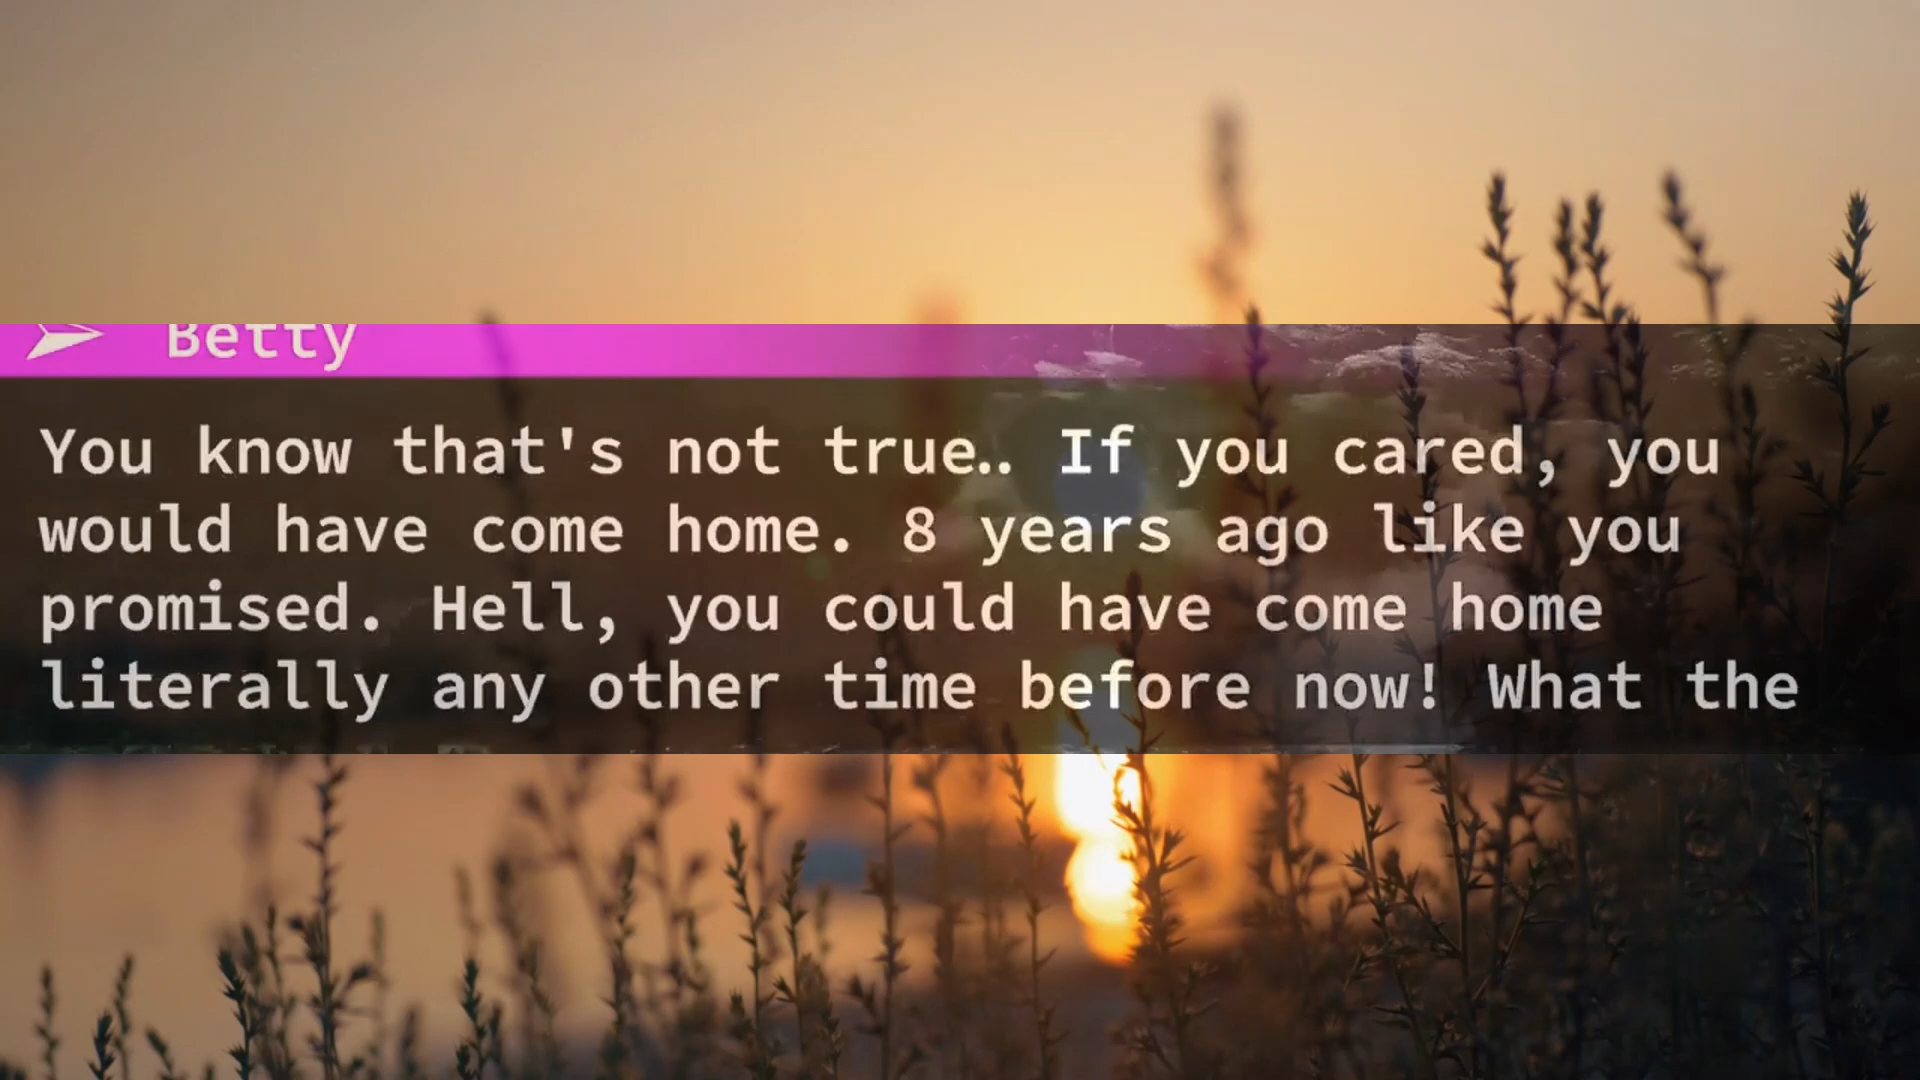 Betty
You know that's not true.. If you cared, you
would have come home. 8 years ago like you
promised. Hell, you could have come home
literally any other time before now! What the